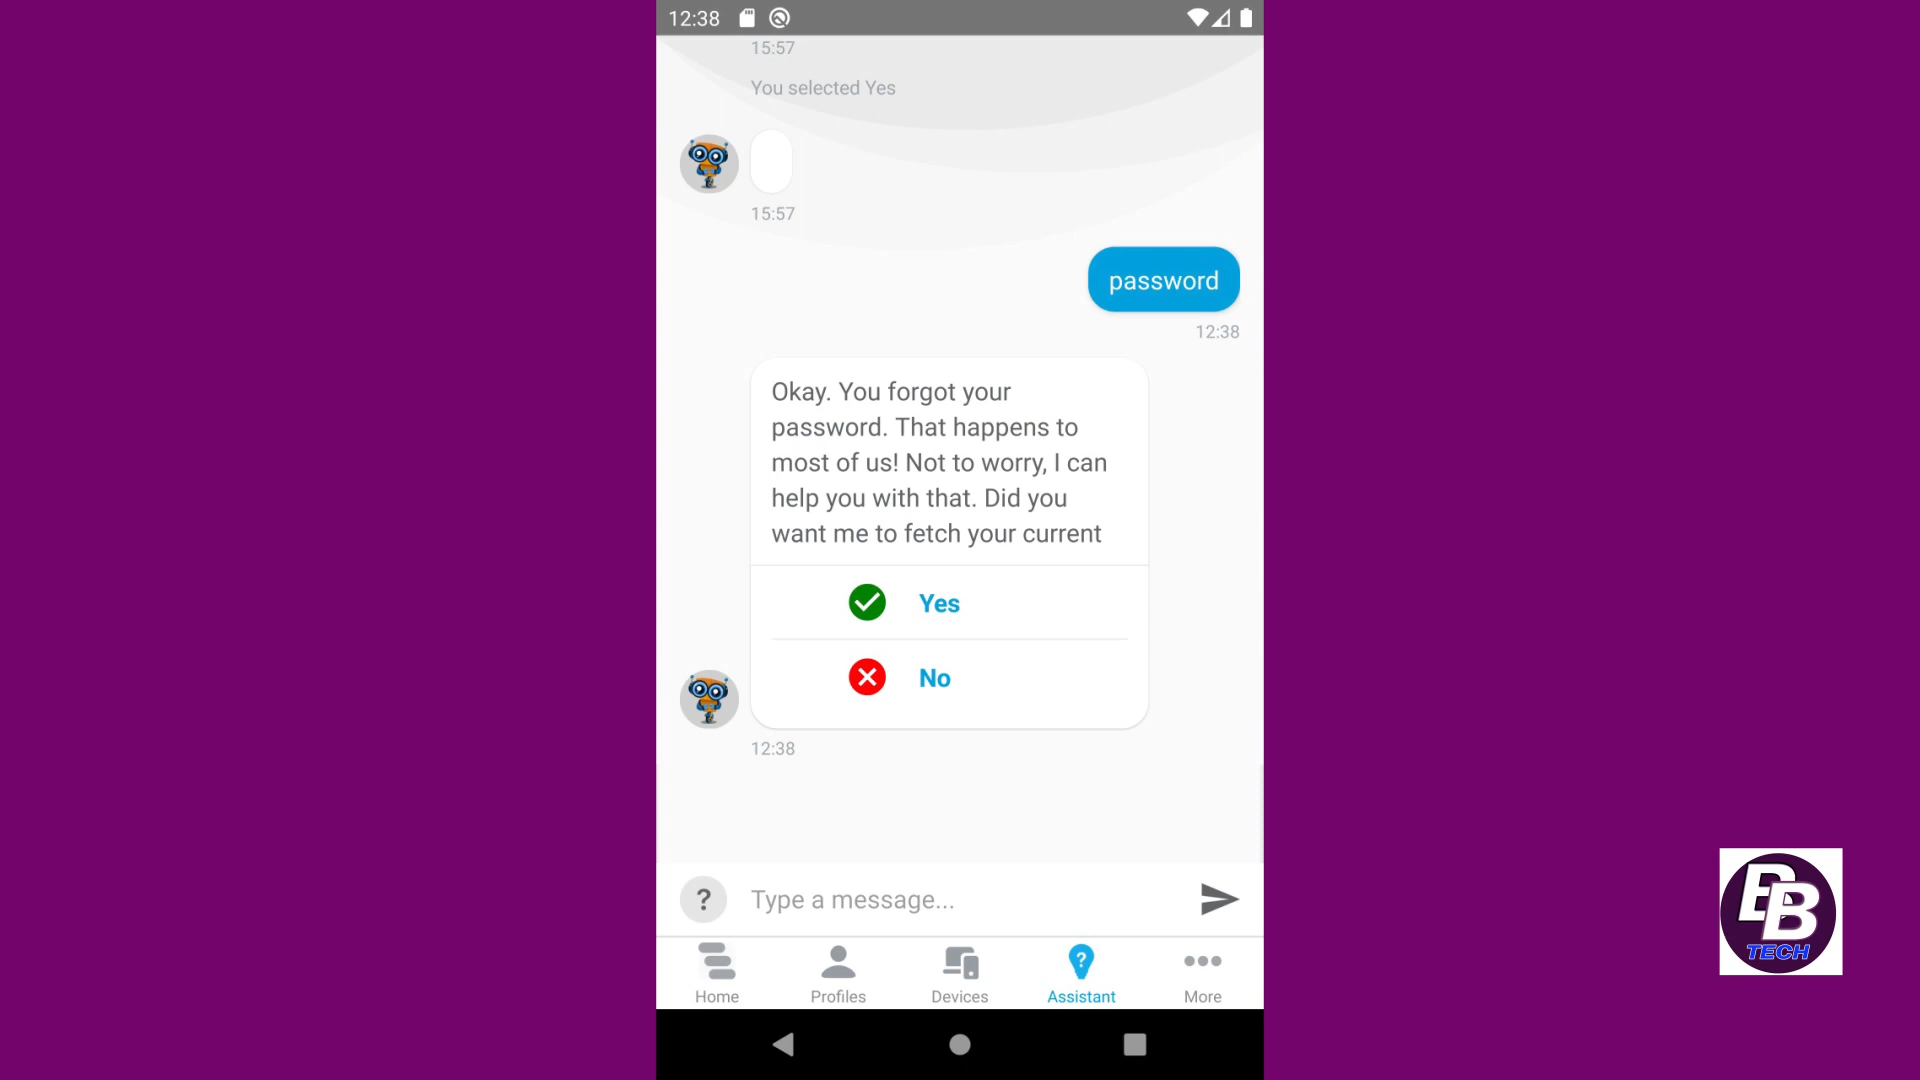 12:38
15:57
You selected Yes
15:57
password
12:38
Okay. You forgot your
password. That happens to
most of us! Not to worry, I can
help you with that. Did you
want me to fetch your current
Yes
No
12:38
? Type a message...
?
Home Profiles Devices Assistant More
BB
TECH